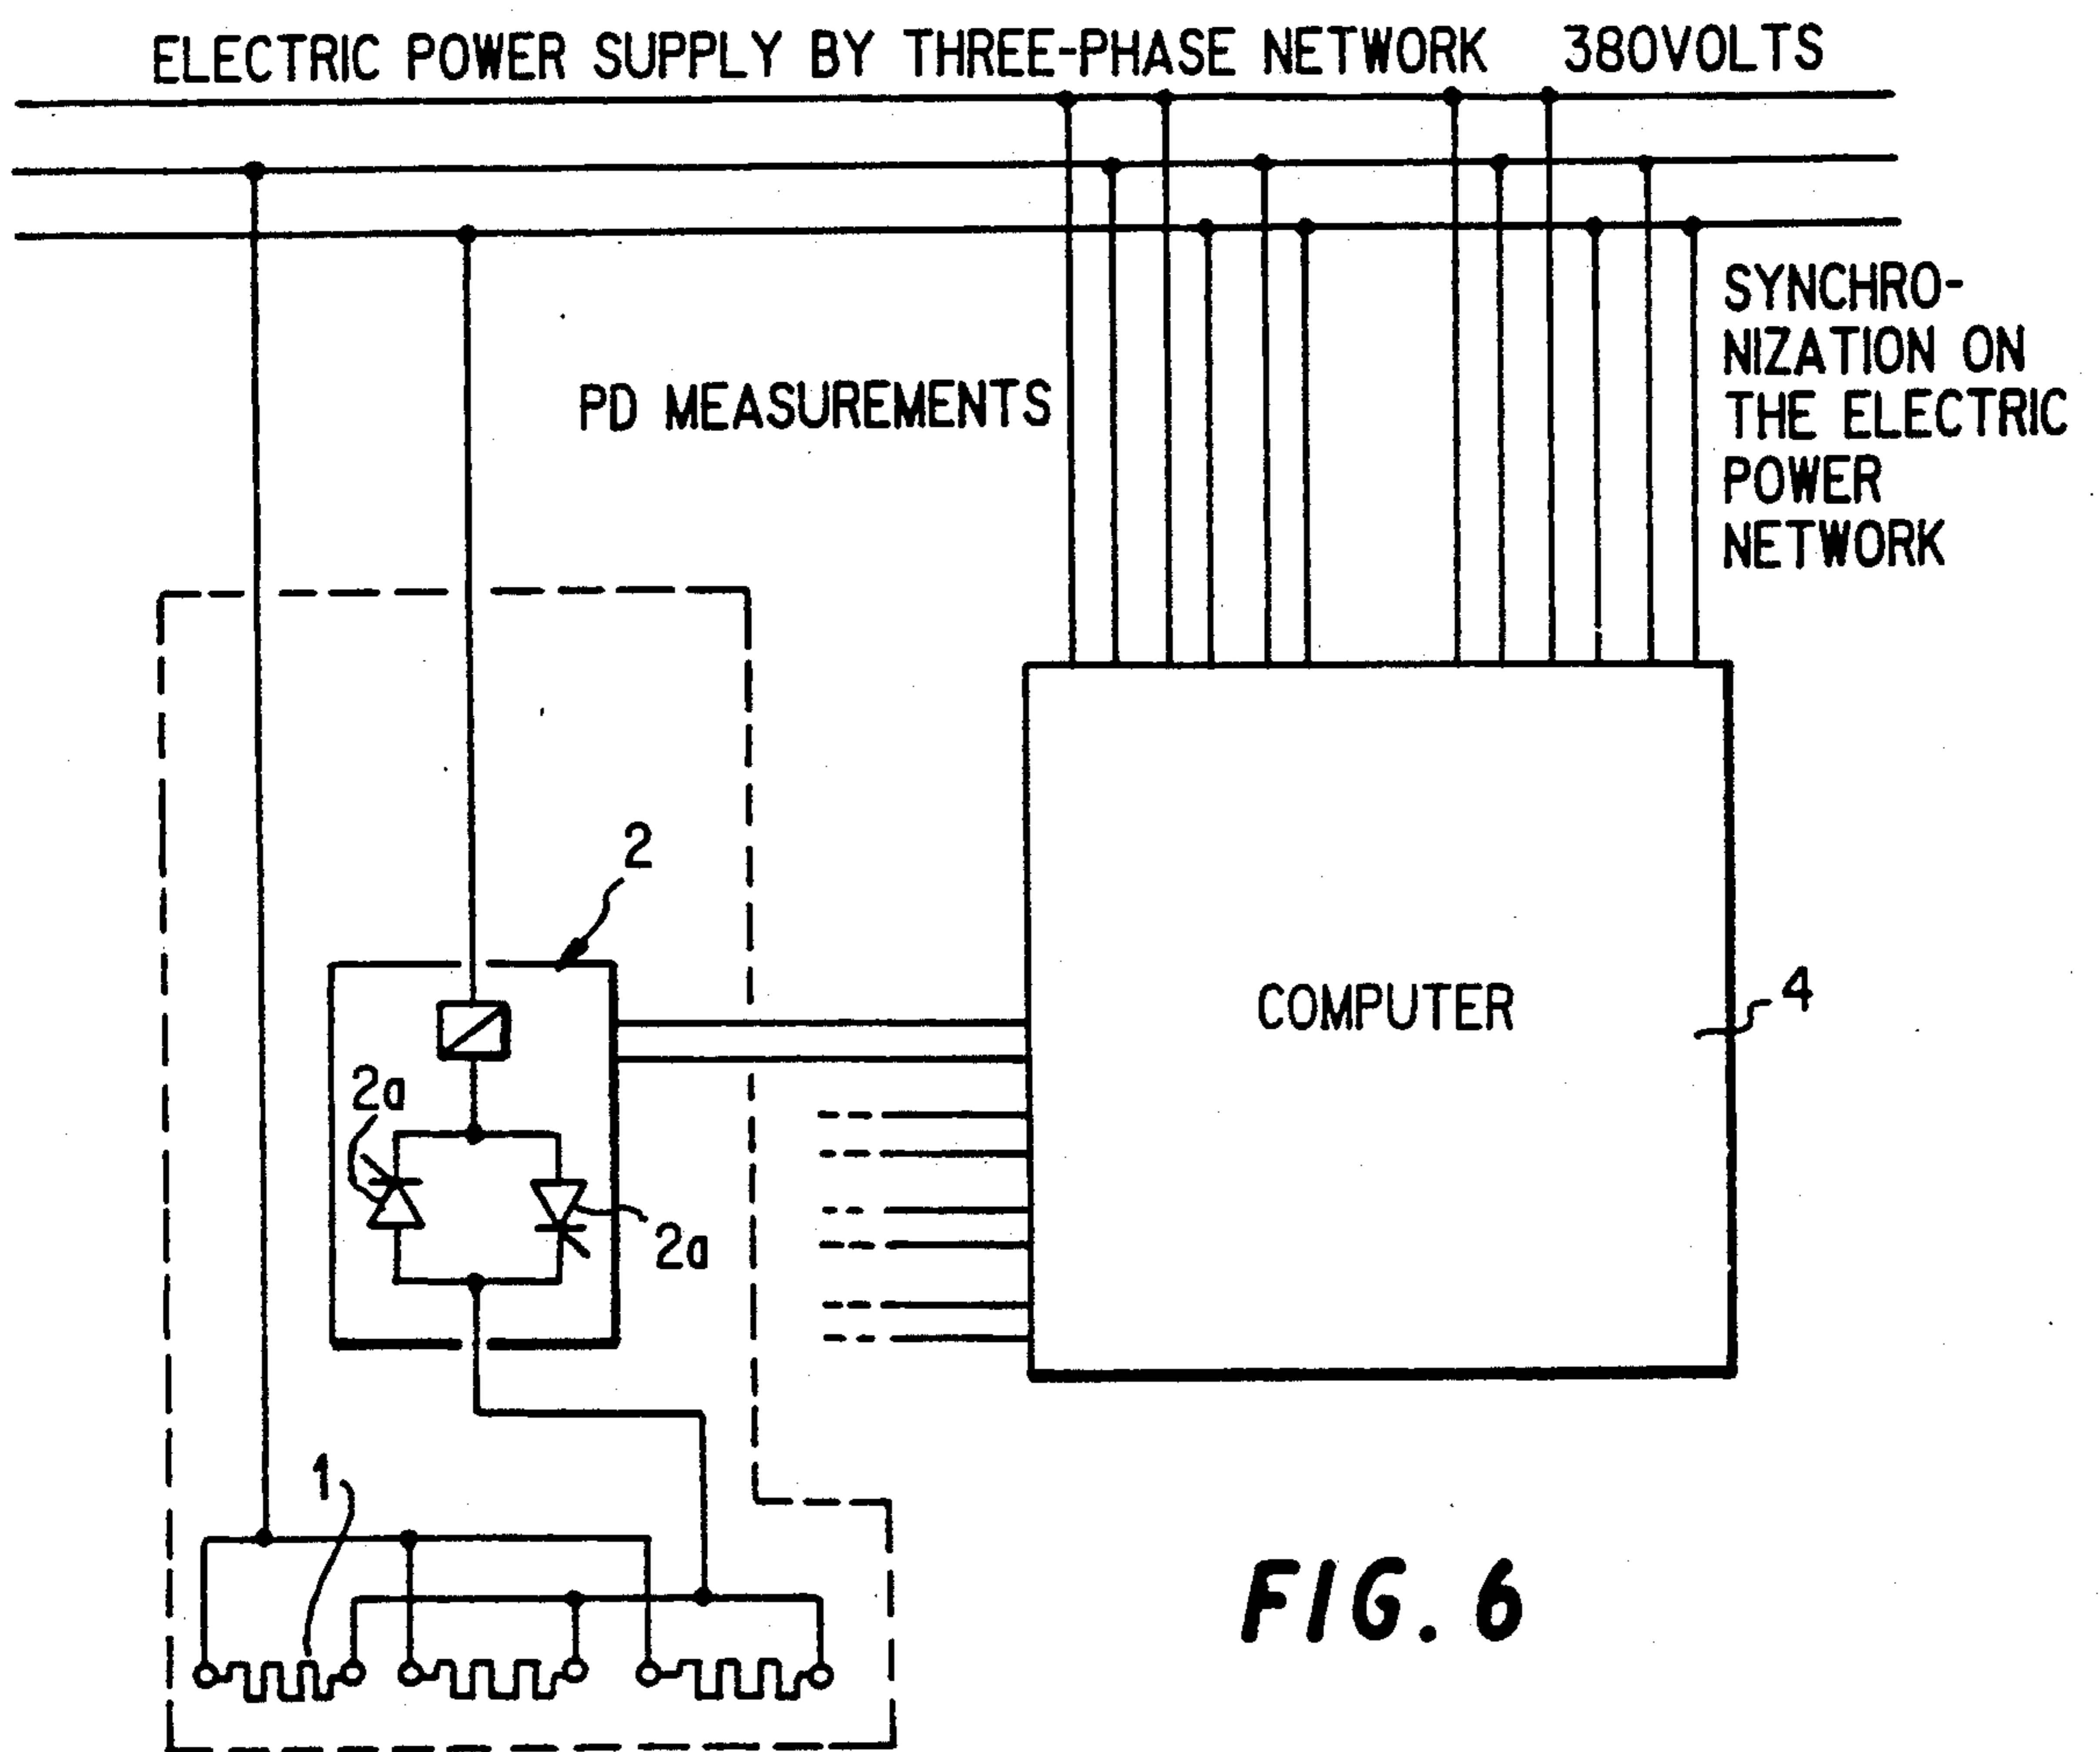 ELECTRIC POWER SUPPLY BY THREE-PHASE NETWORK 380VOLTS
SYNCHRO-
NIZATION ON
THE ELECTRIC
POWER
NETWORK
PD MEASUREMENTS
2
COMPUTER
4
2a
2a
1
FIG. 6